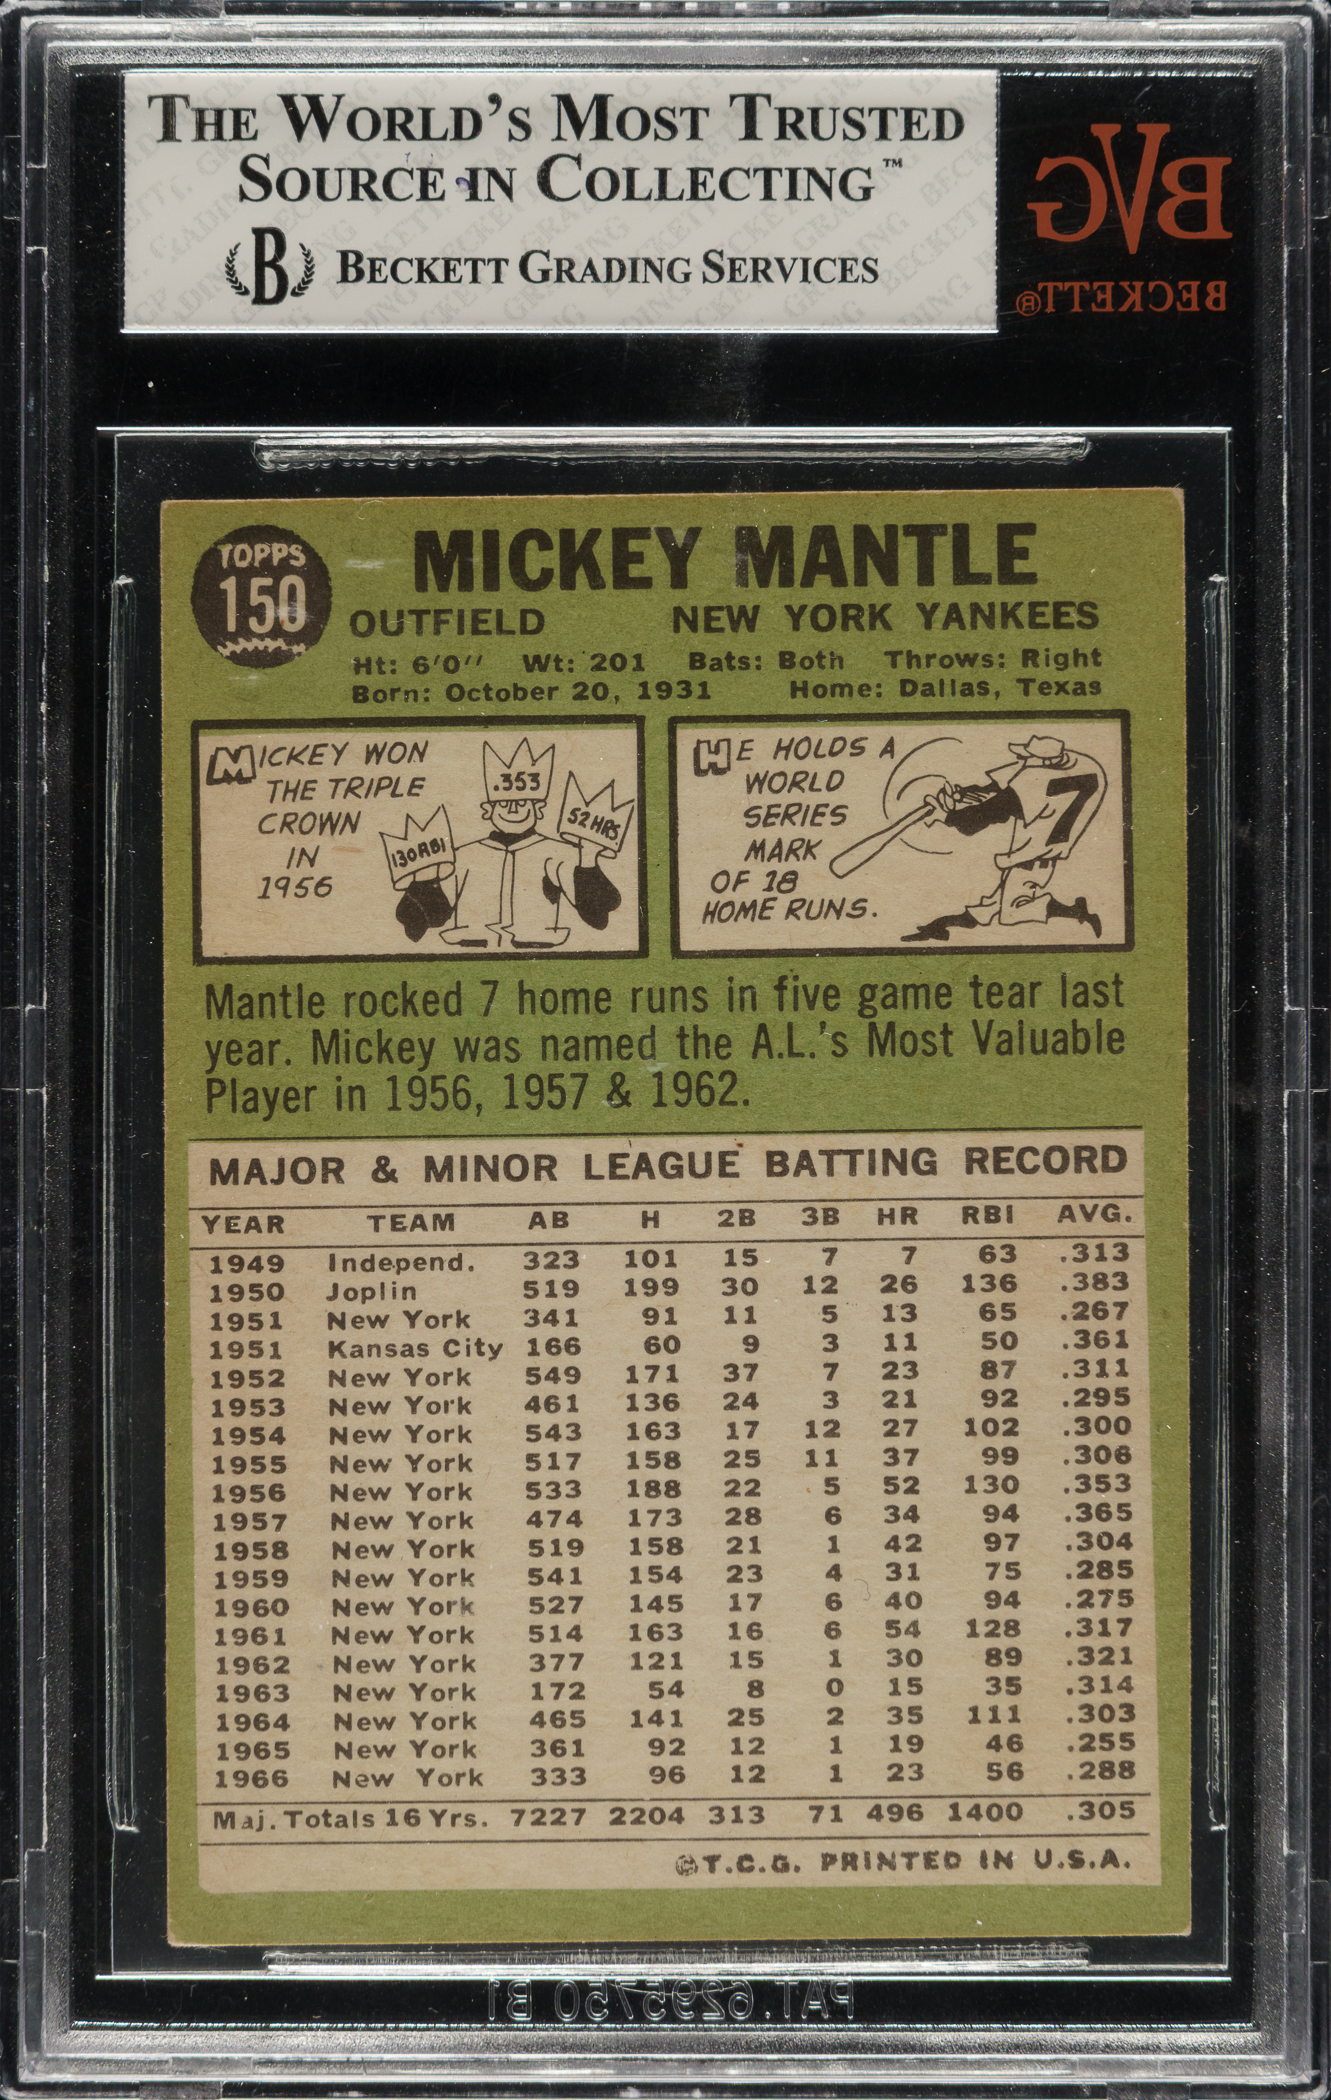 THE WORLD'S MOST TRUSTED
SOURCE IN COLLECTING™
B BECKETT GRADING SERVICES
BVG
BECKETT®
TOPPS
150
MICKEY MANTLE
OUTFIELD NEW YORK YANKEES
Ht: 6'0" Wt: 201 Bats: Both Throws: Right
Born: October 20, 1931 Home: Dallas, Texas
MICKEY WON
THE TRIPLE
CROWN
IN
1956
.353
130 RBI
52 HRS
HE HOLDS A
WORLD
SERIES
MARK
OF 18
HOME RUNS.
7
Mantle rocked 7 home runs in five game tear last
year. Mickey was named the A.L.'s Most Valuable
Player in 1956, 1957 & 1962.
MAJOR & MINOR LEAGUE BATTING RECORD
YEAR TEAM AB H 2B 3B HR RBI AVG.
1949 Independ. 323 101 15 7 7 63 .313
1950 Joplin 519 199 30 12 26 136 .383
1951 New York 341 91 11 5 13 65 .267
1951 Kansas City 166 60 9 3 11 50 .361
1952 New York 549 171 37 7 23 87 .311
1953 New York 461 136 24 3 21 92 .295
1954 New York 543 163 17 12 27 102 .300
1955 New York 517 158 25 11 37 99 .306
1956 New York 533 188 22 5 52 130 .353
1957 New York 474 173 28 6 34 94 .365
1958 New York 519 158 21 1 42 97 .304
1959 New York 541 154 23 4 31 75 .285
1960 New York 527 145 17 6 40 94 .275
1961 New York 514 163 16 6 54 128 .317
1962 New York 377 121 15 1 30 89 .321
1963 New York 172 54 8 0 15 35 .314
1964 New York 465 141 25 2 35 111 .303
1965 New York 361 92 12 1 19 46 .255
1966 New York 333 96 12 1 23 56 .288
Maj. Totals 16 Yrs. 7227 2204 313 71 496 1400 .305
©T.C.G. PRINTED IN U.S.A.
PAT. 6295750 B1